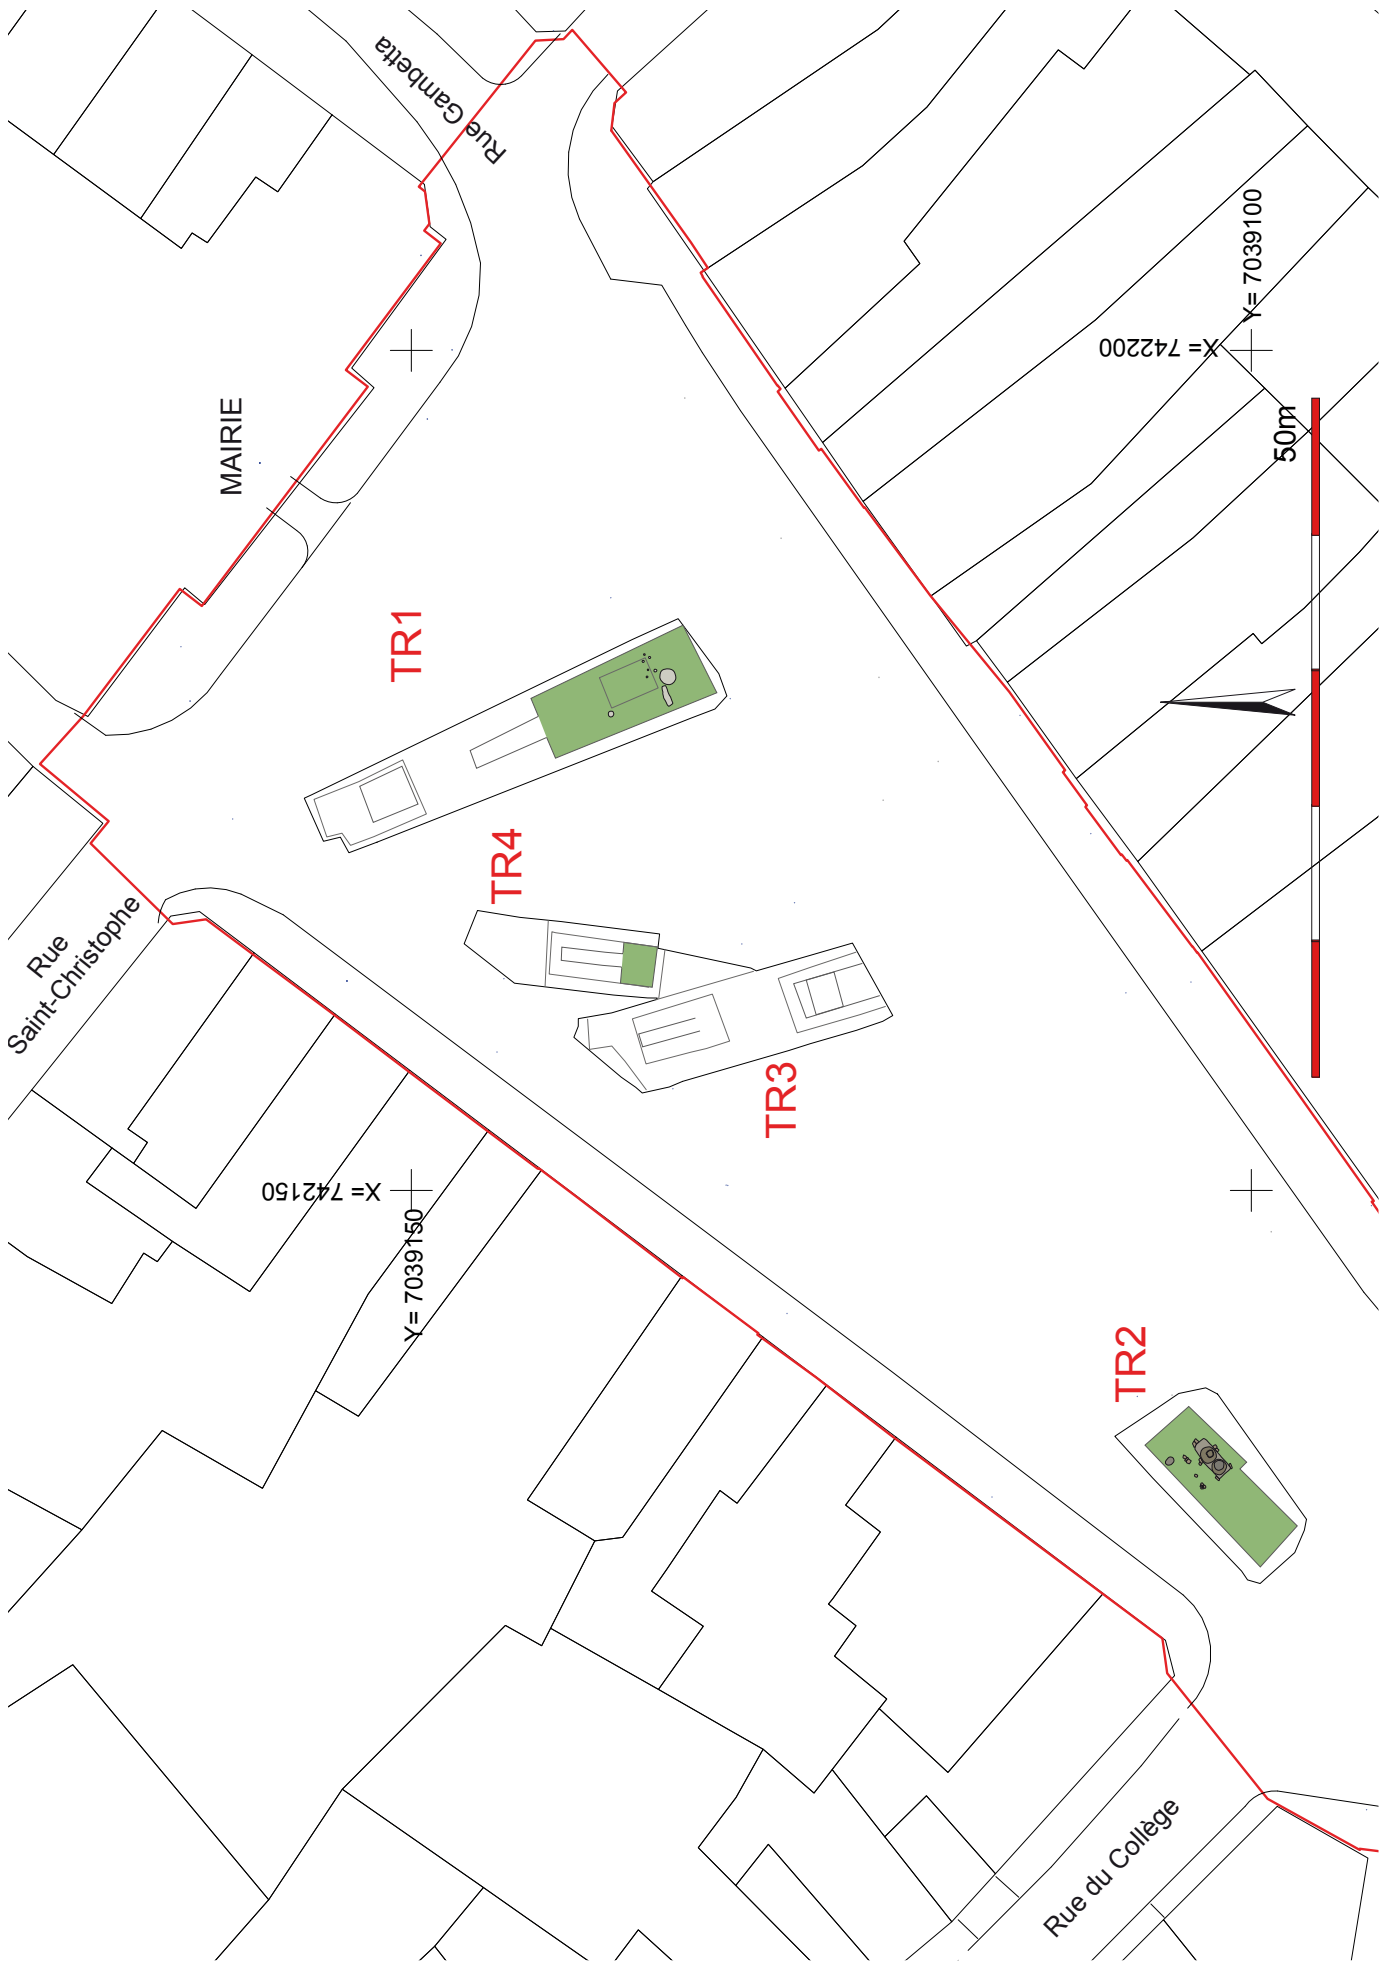 Rue Gambetta
MAIRIE
Y= 7039100
X= 742200
50m
TR1
TR4
Rue
Saint-Christophe
TR3
X= 742150
Y= 7039150
TR2
Rue du Collège